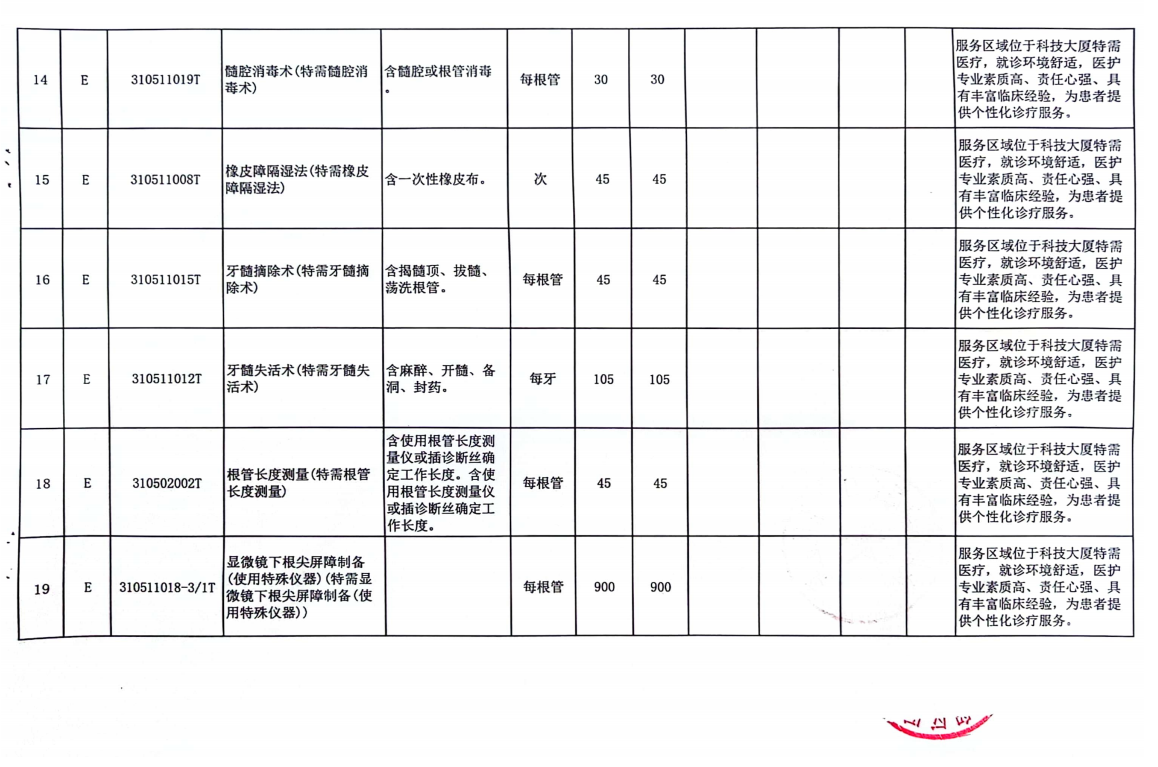 14
E
310511019T
髓腔消毒术(特需髓腔消
毒术)
含髓腔或根管消毒
。
每根管
30
30
服务区域位于科技大厦特需
医疗，就诊环境舒适，医护
专业素质高、责任心强、具
有丰富临床经验，为患者提
供个性化诊疗服务。
15
E
310511008T
橡皮障隔湿法(特需橡皮
障隔湿法)
含一次性橡皮布。
次
45
45
服务区域位于科技大厦特需
医疗，就诊环境舒适，医护
专业素质高、责任心强、具
有丰富临床经验，为患者提
供个性化诊疗服务。
16
E
310511015T
牙髓摘除术(特需牙髓摘
除术)
含揭髓顶、拔髓、
荡洗根管。
每根管
45
45
服务区域位于科技大厦特需
医疗，就诊环境舒适，医护
专业素质高、责任心强、具
有丰富临床经验，为患者提
供个性化诊疗服务。
17
E
310511012T
牙髓失活术(特需牙髓失
活术)
含麻醉、开髓、备
洞、封药。
每牙
105
105
服务区域位于科技大厦特需
医疗，就诊环境舒适，医护
专业素质高、责任心强、具
有丰富临床经验，为患者提
供个性化诊疗服务。
18
E
310502002T
根管长度测量(特需根管
长度测量)
含使用根管长度测
量仪或插诊断丝确
定工作长度。含使
用根管长度测量仪
或插诊断丝确定工
作长度。
每根管
45
45
服务区域位于科技大厦特需
医疗，就诊环境舒适，医护
专业素质高、责任心强、具
有丰富临床经验，为患者提
供个性化诊疗服务。
19
E
310511018-3/1T
显微镜下根尖屏障制备
(使用特殊仪器)(特需显
微镜下根尖屏障制备(使
用特殊仪器))
每根管
900
900
服务区域位于科技大厦特需
医疗，就诊环境舒适，医护
专业素质高、责任心强、具
有丰富临床经验，为患者提
供个性化诊疗服务。